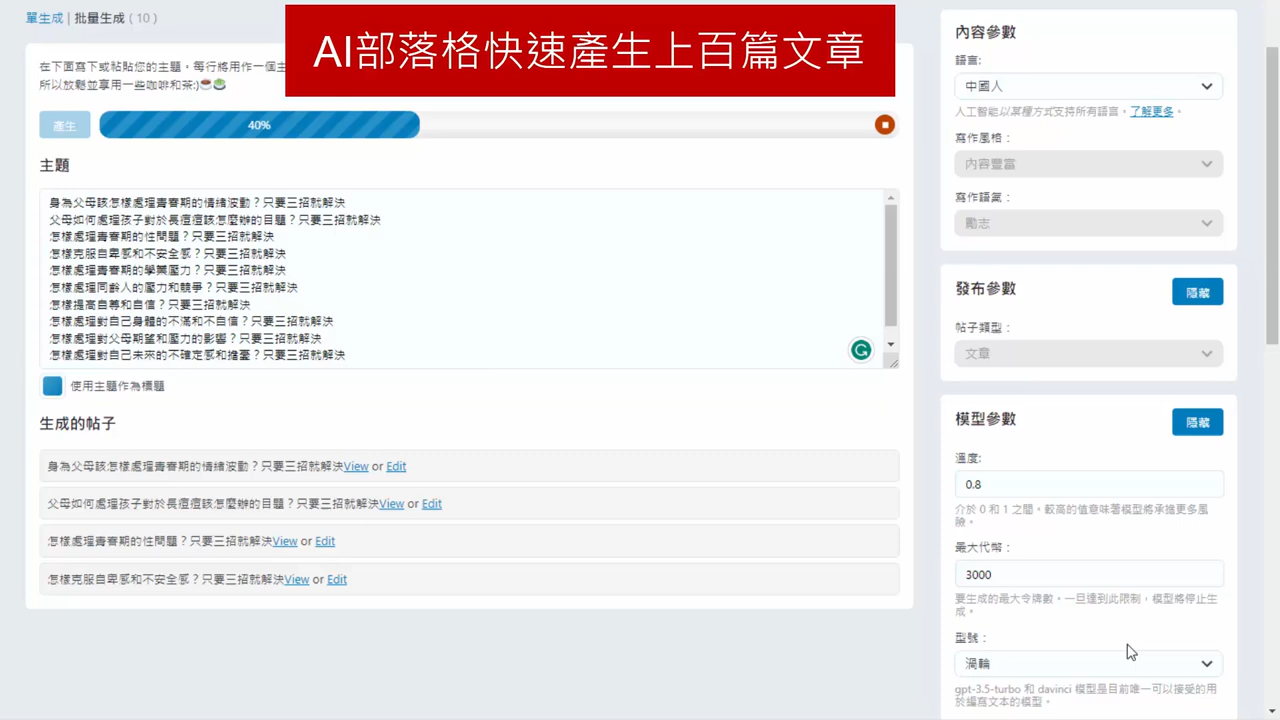 單生成 | 批量生成 ( 10 )
AI部落格快速產生上百篇文章
在下面寫下或帖貼您的主題。每行將用作一個主
所以放鬆並享用一些咖啡和茶:)☕🍵
產生
40%
主題
身為父母該怎樣處理青春期的情緒波動？只要三招就解決
父母如何處理孩子對於長痘痘該怎麼辦的目題？只要三招就解決
怎樣處理青春期的性問題？只要三招就解決
怎樣克服自卑感和不安全感？只要三招就解決
怎樣處理青春期的學業壓力？只要三招就解決
怎樣處理同齡人的壓力和競爭？只要三招就解決
怎樣提高自尊和自信？只要三招就解決
怎樣處理對自己身體的不滿和不自信？只要三招就解決
怎樣處理對父母期望和壓力的影響？只要三招就解決
怎樣處理對自己未來的不確定感和擔憂？只要三招就解決
使用主題作為標題
生成的帖子
身為父母該怎樣處理青春期的情緒波動？只要三招就解決View or Edit
父母如何處理孩子對於長痘痘該怎麼辦的目題？只要三招就解決View or Edit
怎樣處理青春期的性問題？只要三招就解決View or Edit
怎樣克服自卑感和不安全感？只要三招就解決View or Edit
內容參數
語言:
中國人
人工智能以某種方式支持所有語言。了解更多。
寫作風格：
內容豐富
寫作語氣：
勵志
發布參數
隱藏
帖子類型：
文章
模型參數
隱藏
溫度:
0.8
介於 0 和 1 之間。較高的值意味著模型將承擔更多風
險。
最大代幣：
3000
要生成的最大令牌數。一旦達到此限制，模型將停止生
成。
型號：
渦輪
gpt-3.5-turbo 和 davinci 模型是目前唯一可以接受的用
於編寫文本的模型。